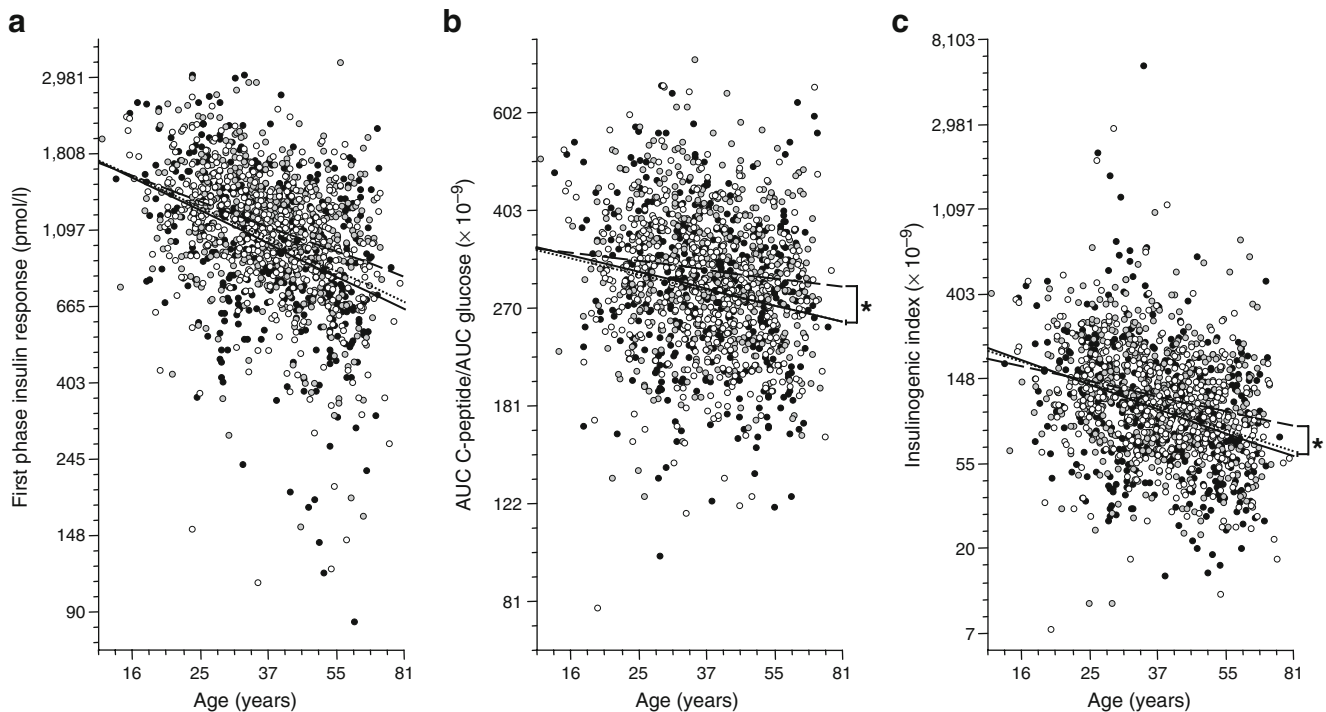 a
2,981
1,808
1,097
665
403
245
148
90
First phase insulin response (pmol/l)
16 25 37 55 81
Age (years)
b
602
403
270
181
122
81
AUC C-peptide/AUC glucose (× 10⁻⁹)
*
16 25 37 55 81
Age (years)
c
8,103
2,981
1,097
403
148
55
20
7
Insulinogenic index (× 10⁻⁹)
*
16 25 37 55 81
Age (years)